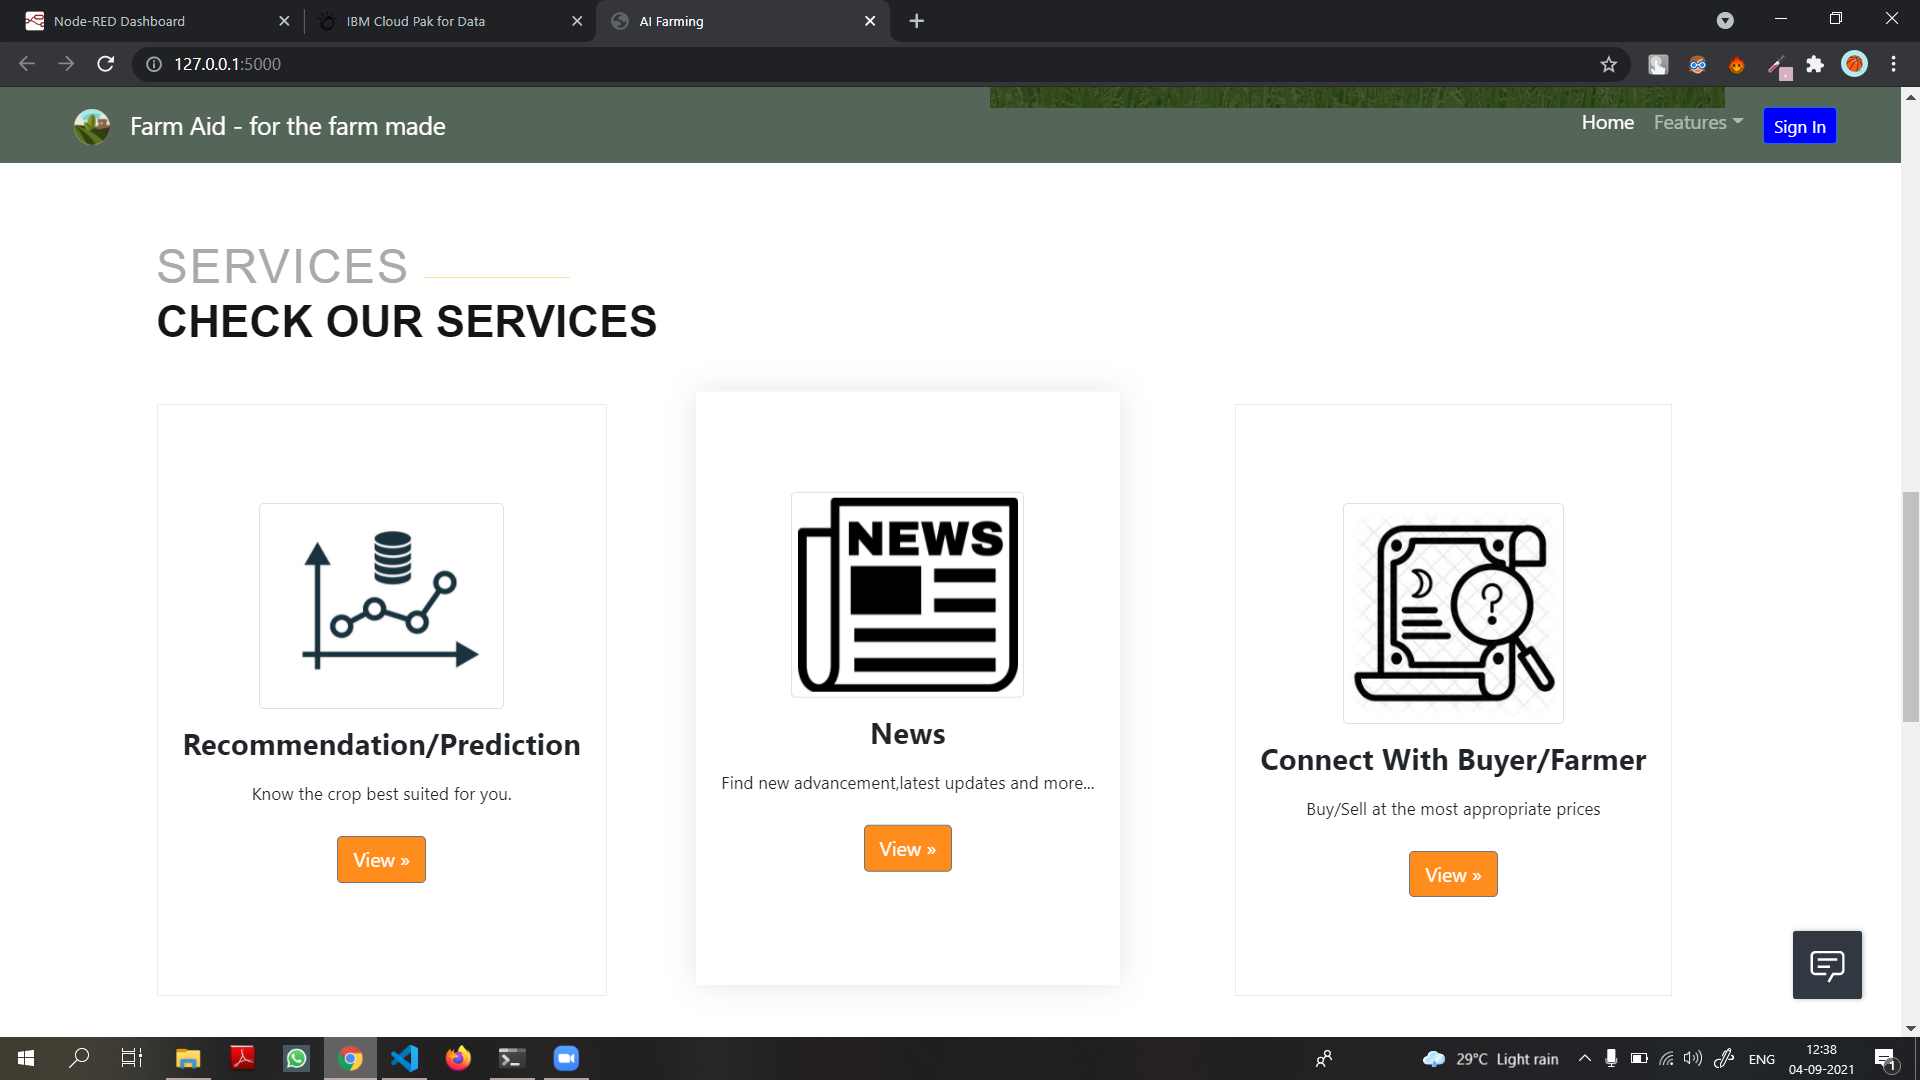 Node-RED Dashboard
IBM Cloud Pak for Data
AI Farming
127.0.0.1:5000
Farm Aid - for the farm made
Home
Features
Sign In
SERVICES
CHECK OUR SERVICES
NEWS
?
Recommendation/Prediction
Know the crop best suited for you.
View »
News
Find new advancement,latest updates and more...
View »
Connect With Buyer/Farmer
Buy/Sell at the most appropriate prices
View »
29°C Light rain
ENG
12:38
04-09-2021
1